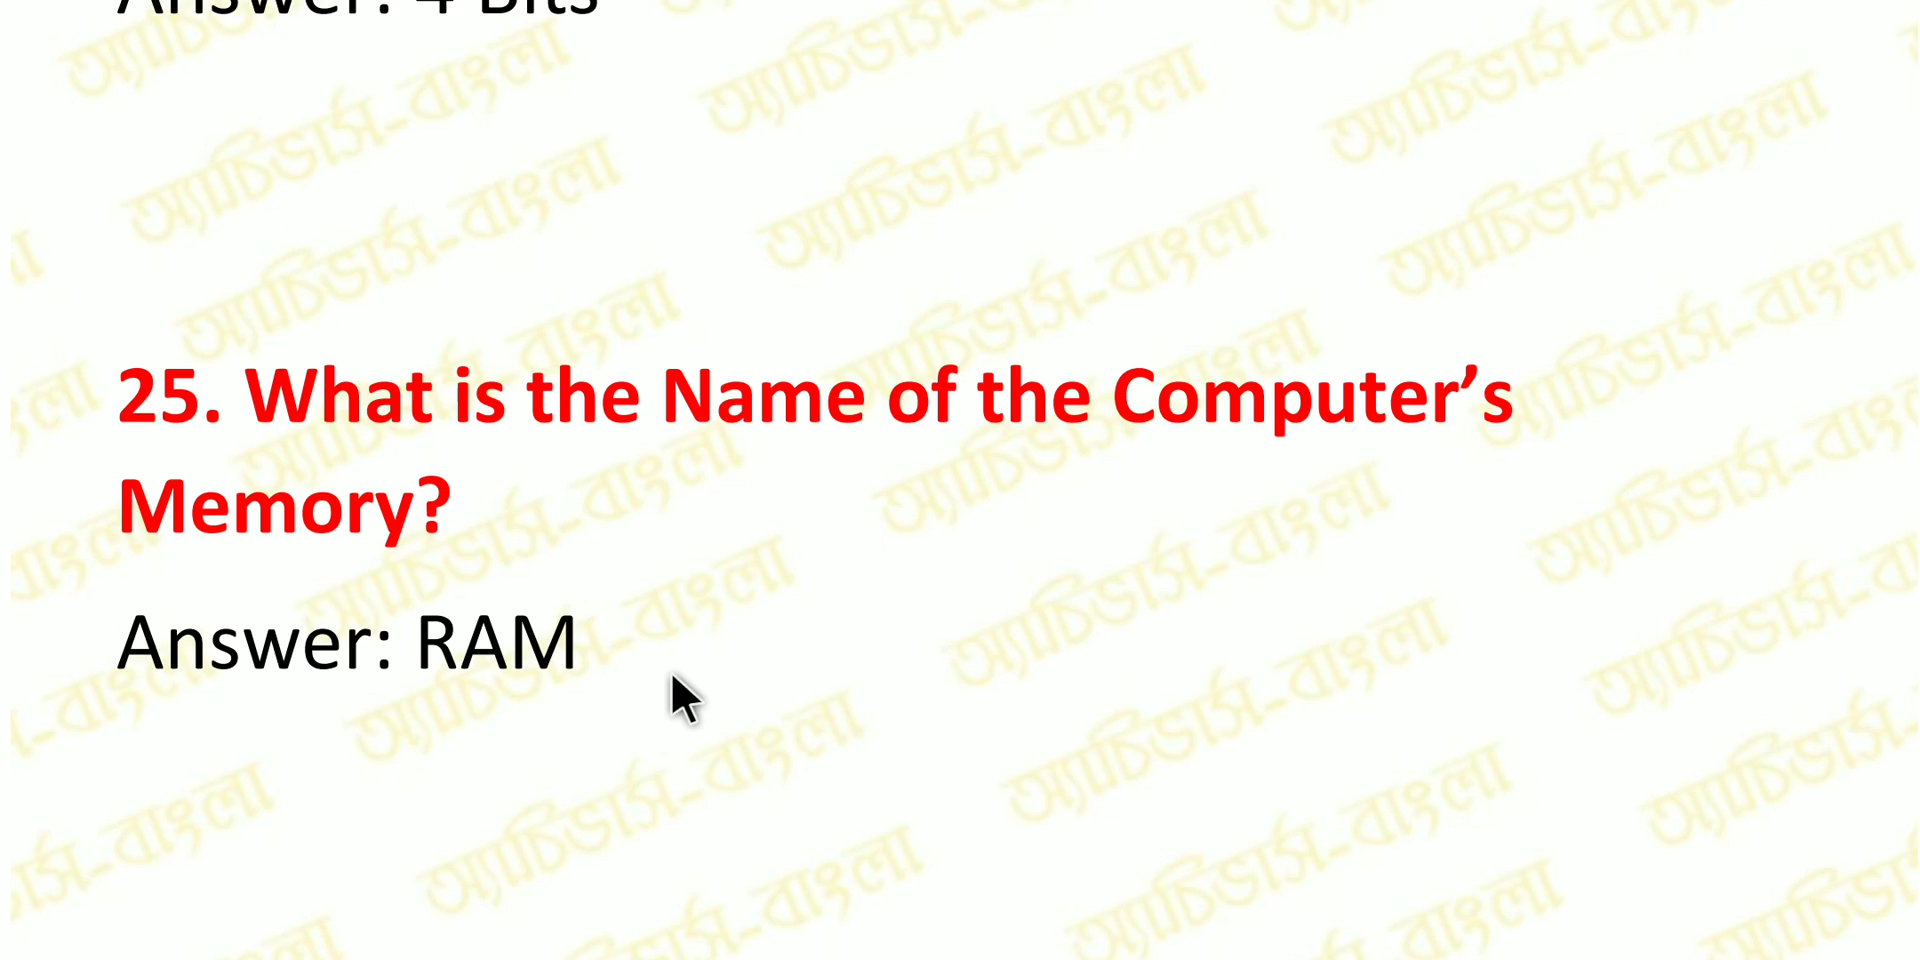 Answer: 4 Bits
25. What is the Name of the Computer’s
Memory?
Answer: RAM
অ্যাচিভার্স-বাংলা